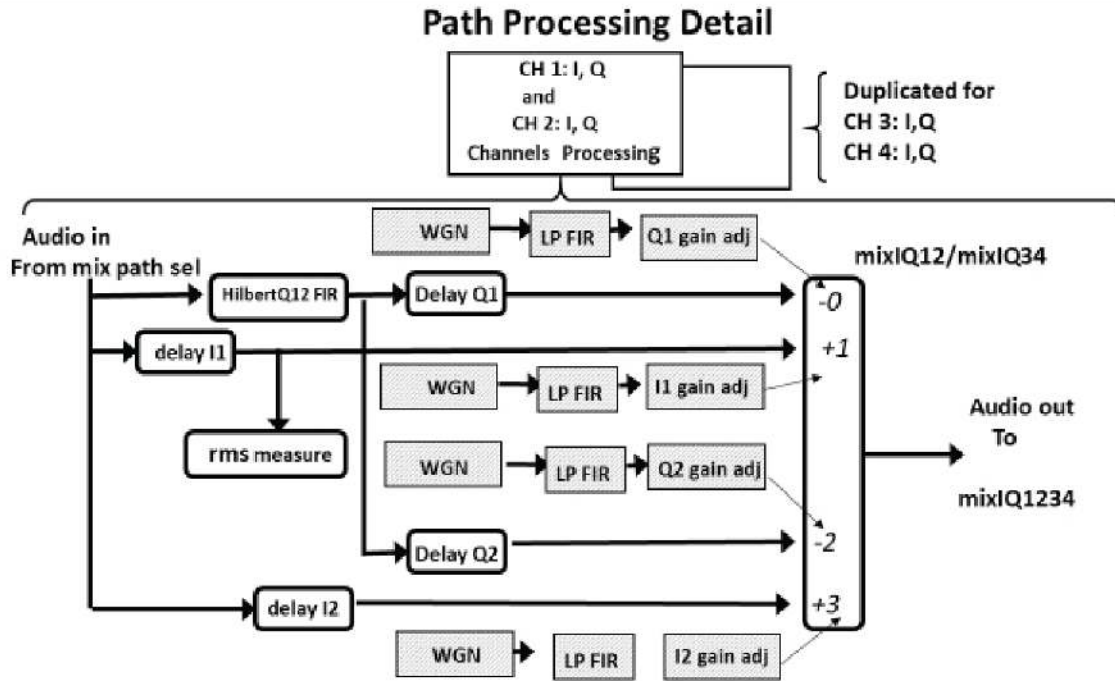 Path Processing Detail
CH 1: I, Q
and
CH 2: I, Q
Channels Processing
Duplicated for
CH 3: I,Q
CH 4: I,Q
Audio in
From mix path sel
WGN
LP FIR
Q1 gain adj
mixIQ12/mixIQ34
HilbertQ12 FIR
Delay Q1
-0
delay I1
+1
WGN
LP FIR
I1 gain adj
Audio out
To
mixIQ1234
rms measure
WGN
LP FIR
Q2 gain adj
Delay Q2
-2
delay I2
+3
WGN
LP FIR
I2 gain adj